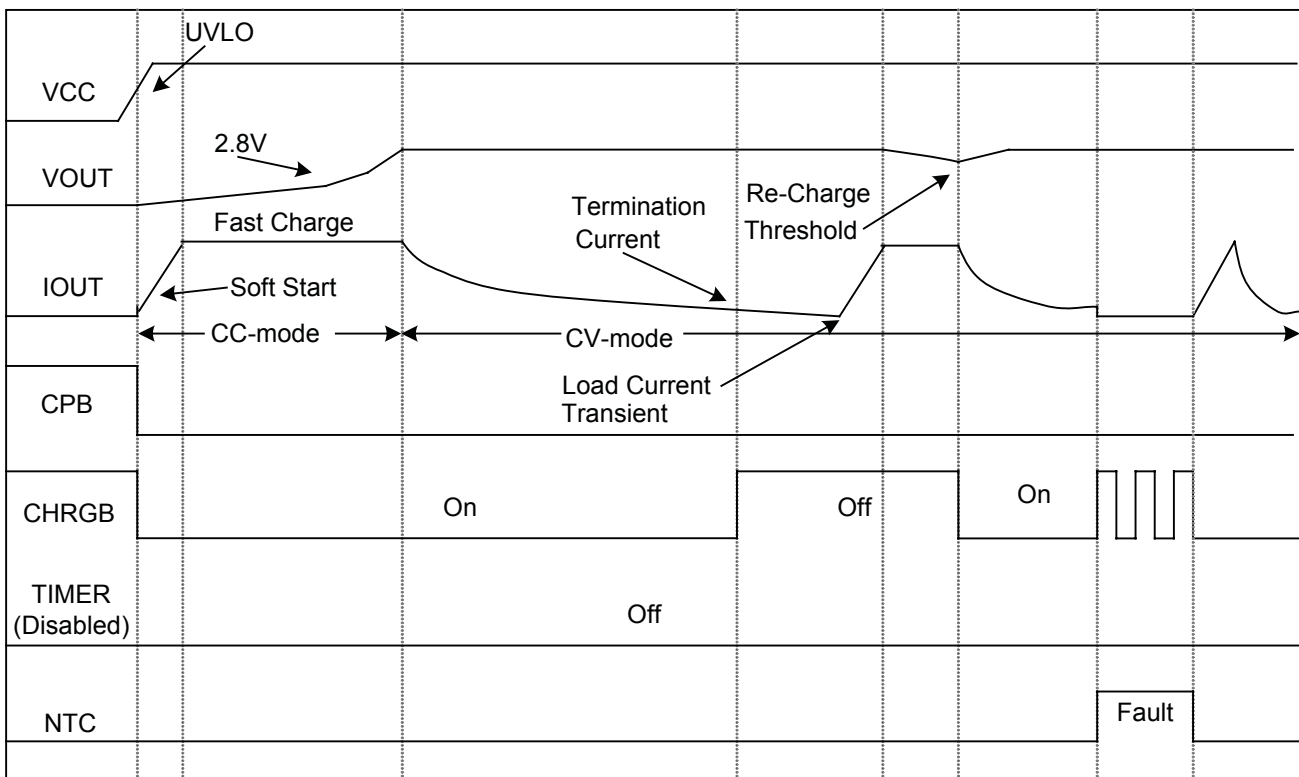 UVLO
VCC
2.8V
VOUT
Re-Charge
Threshold
Termination
Current
Fast Charge
IOUT
Soft Start
CC-mode
CV-mode
Load Current
Transient
CPB
CHRGB
On
Off
On
TIMER
(Disabled)
Off
NTC
Fault